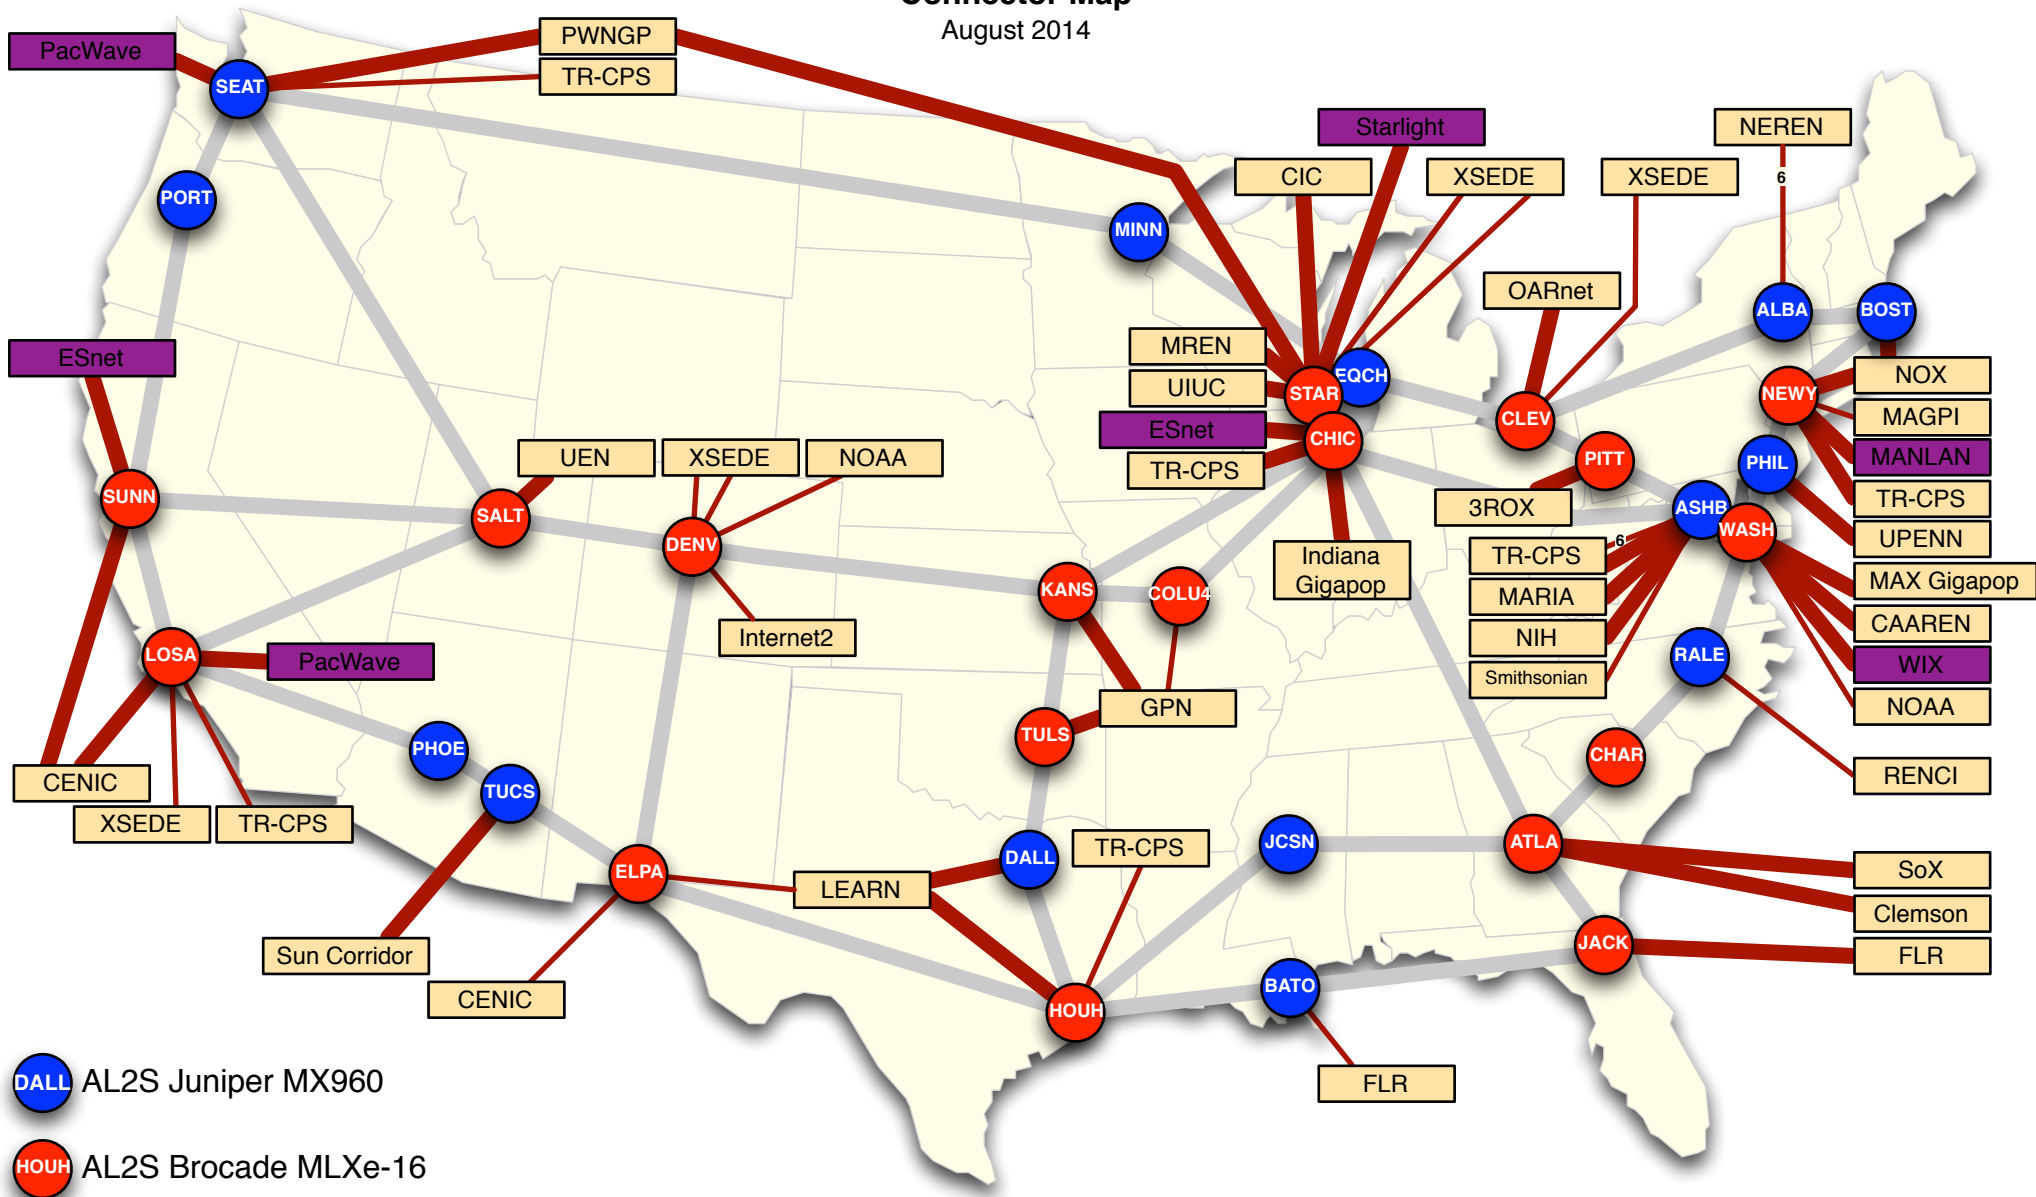 Connector Map
August 2014
PacWave
PWNGP
TR-CPS
SEAT
Starlight
NEREN
CIC
XSEDE
XSEDE
6
PORT
MINN
OARnet
ALBA
BOST
ESnet
MREN
UIUC
ESnet
TR-CPS
STAR
EQCH
CHIC
CLEV
NEWY
NOX
MAGPI
MANLAN
TR-CPS
UPENN
PITT
PHIL
3ROX
ASHB
WASH
UEN
XSEDE
NOAA
SUNN
SALT
DENV
Indiana
Gigapop
6
TR-CPS
MARIA
NIH
Smithsonian
MAX Gigapop
CAAREN
WIX
NOAA
KANS
COLU4
Internet2
LOSA
PacWave
RALE
GPN
TULS
PHOE
TUCS
CHAR
RENCI
CENIC
XSEDE
TR-CPS
ELPA
LEARN
DALL
TR-CPS
JCSN
ATLA
SoX
Clemson
FLR
JACK
Sun Corridor
CENIC
HOUH
BATO
FLR
DALL AL2S Juniper MX960
HOUH AL2S Brocade MLXe-16